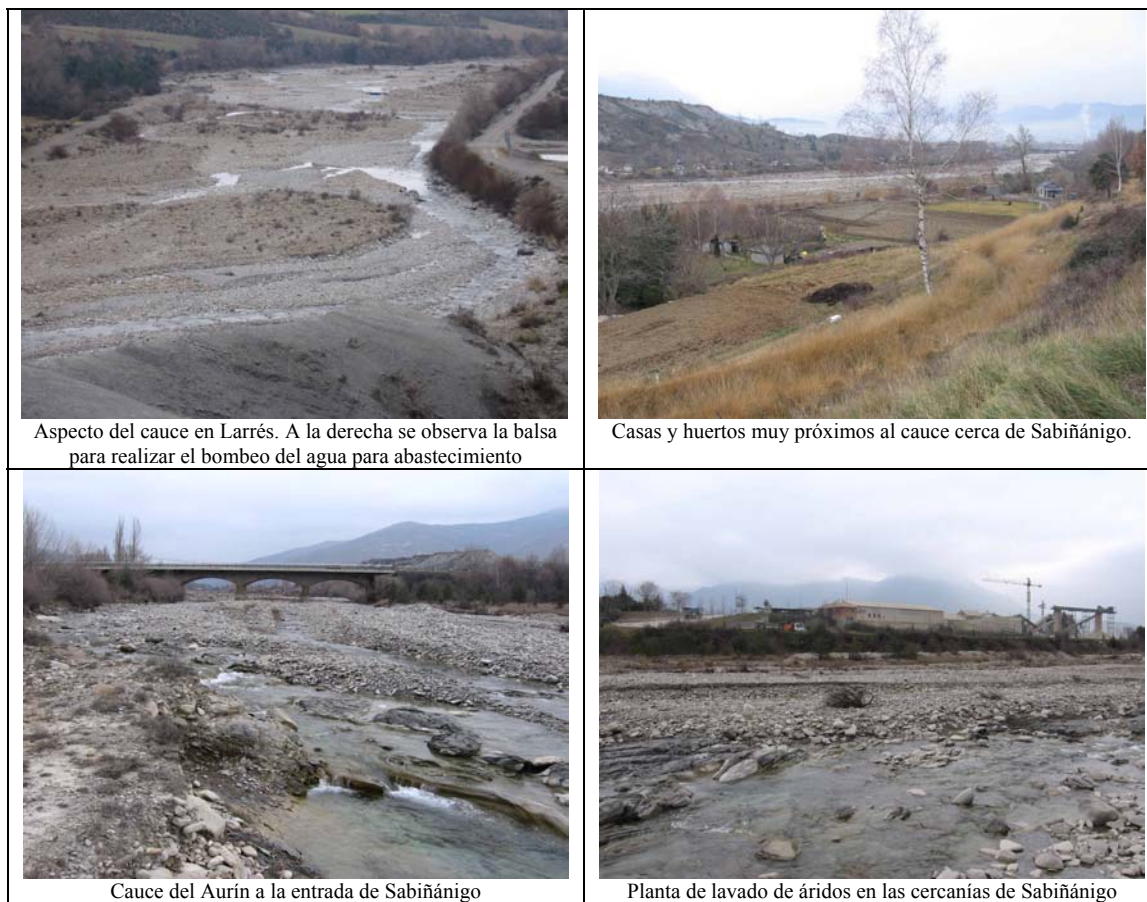 Aspecto del cauce en Larrés. A la derecha se observa la balsa
para realizar el bombeo del agua para abastecimiento
Casas y huertos muy próximos al cauce cerca de Sabiñánigo.
Cauce del Aurín a la entrada de Sabiñánigo
Planta de lavado de áridos en las cercanías de Sabiñánigo